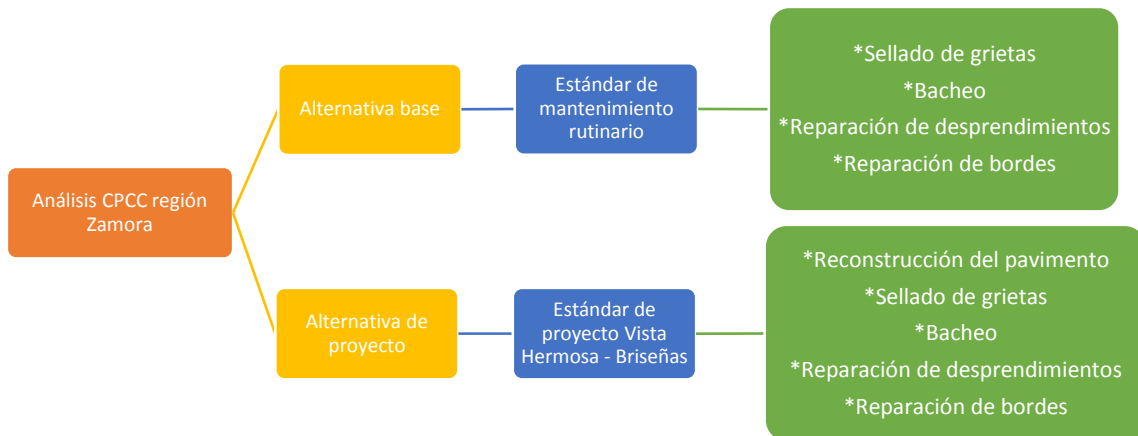 Análisis CPCC región
Zamora
Alternativa base
Estándar de
mantenimiento
rutinario
*Sellado de grietas
*Bacheo
*Reparación de desprendimientos
*Reparación de bordes
Alternativa de
proyecto
Estándar de
proyecto Vista
Hermosa - Briseñas
*Reconstrucción del pavimento
*Sellado de grietas
*Bacheo
*Reparación de desprendimientos
*Reparación de bordes